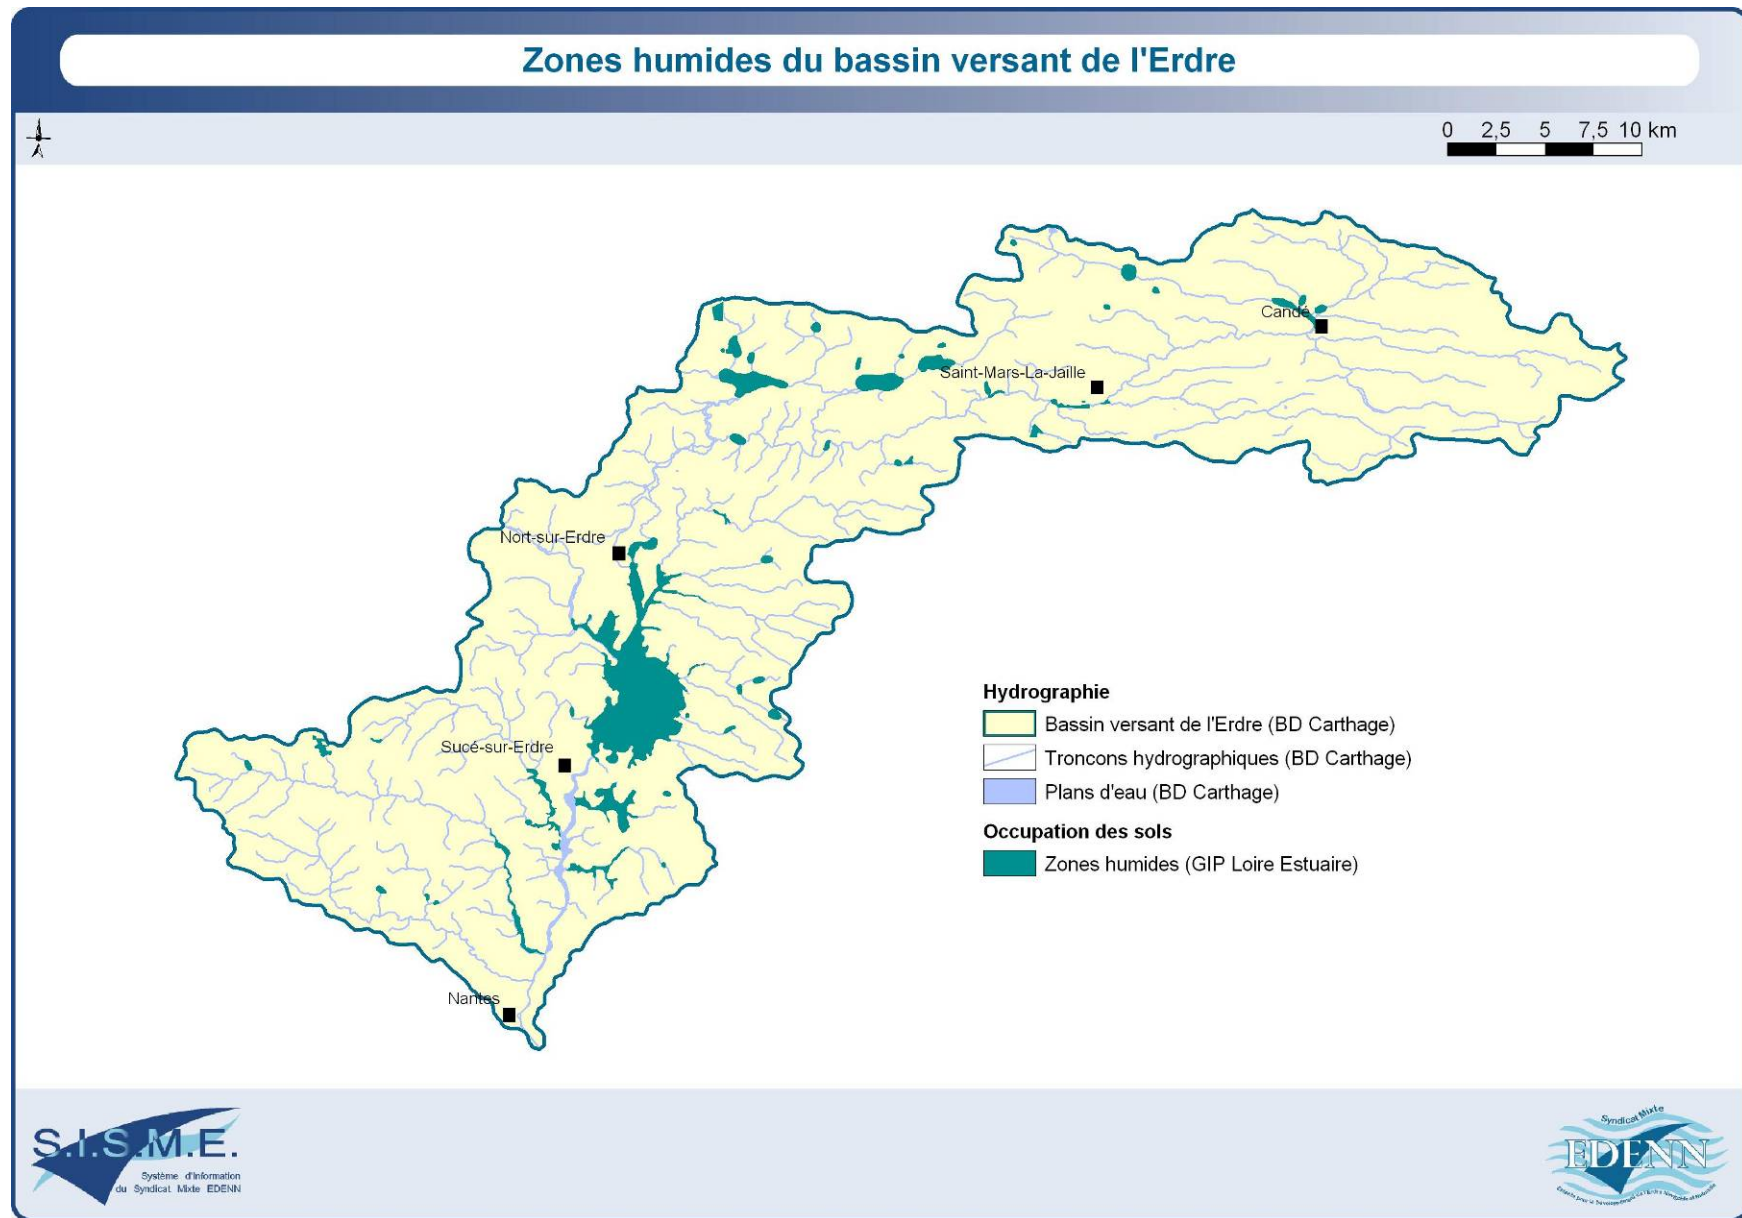 Zones humides du bassin versant de l'Erdre
0 2,5 5 7,5 10 km
Candé
Saint-Mars-La-Jaille
Nort-sur-Erdre
Hydrographie
Bassin versant de l'Erdre (BD Carthage)
Troncons hydrographiques (BD Carthage)
Plans d'eau (BD Carthage)
Occupation des sols
Zones humides (GIP Loire Estuaire)
Sucé-sur-Erdre
Nantes
S.I.S.M.E.
Système d'Information
du Syndicat Mixte EDENN
Syndicat Mixte
EDENN